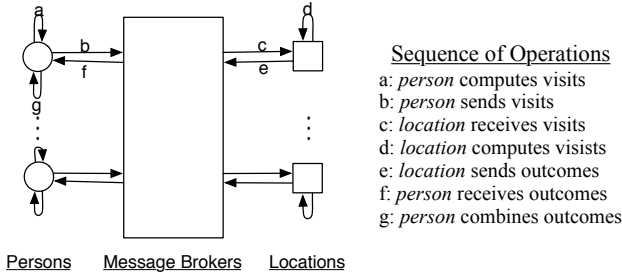 a
b
f
g
c
e
d
Persons
Message Brokers
Locations
Sequence of Operations
a: person computes visits
b: person sends visits
c: location receives visits
d: location computes visists
e: location sends outcomes
f: person receives outcomes
g: person combines outcomes